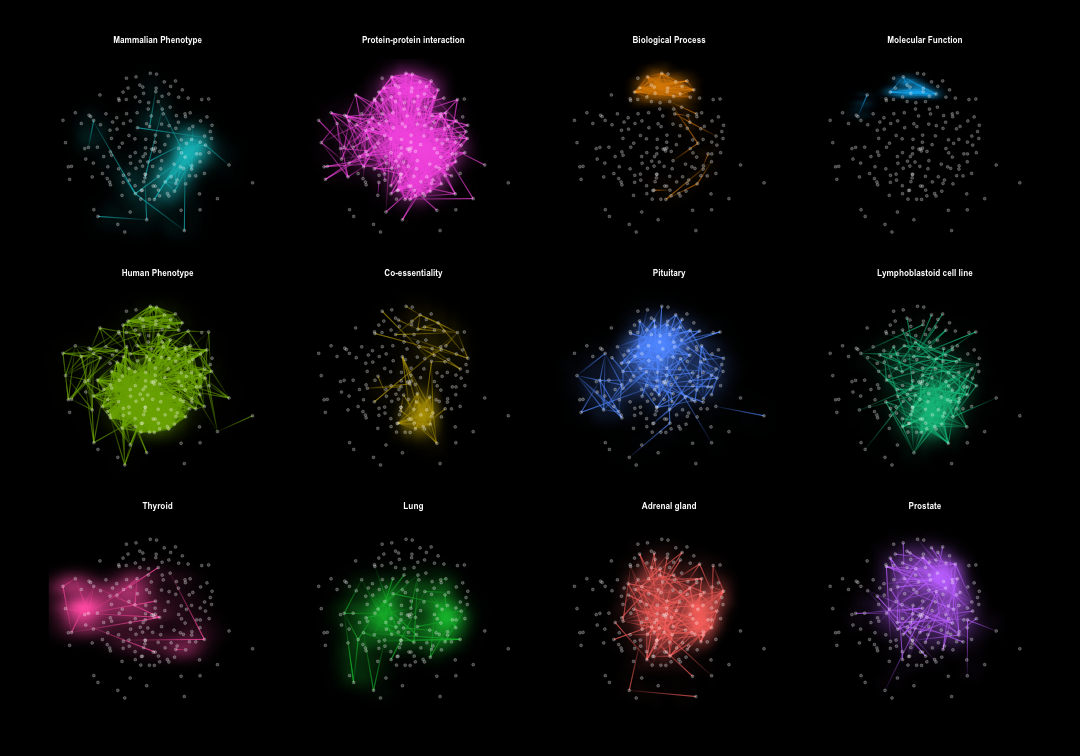 Mammalian Phenotype
Protein-protein interaction
Biological Process
Molecular Function
Human Phenotype
Co-essentiality
Pituitary
Lymphoblastoid cell line
Thyroid
Lung
Adrenal gland
Prostate